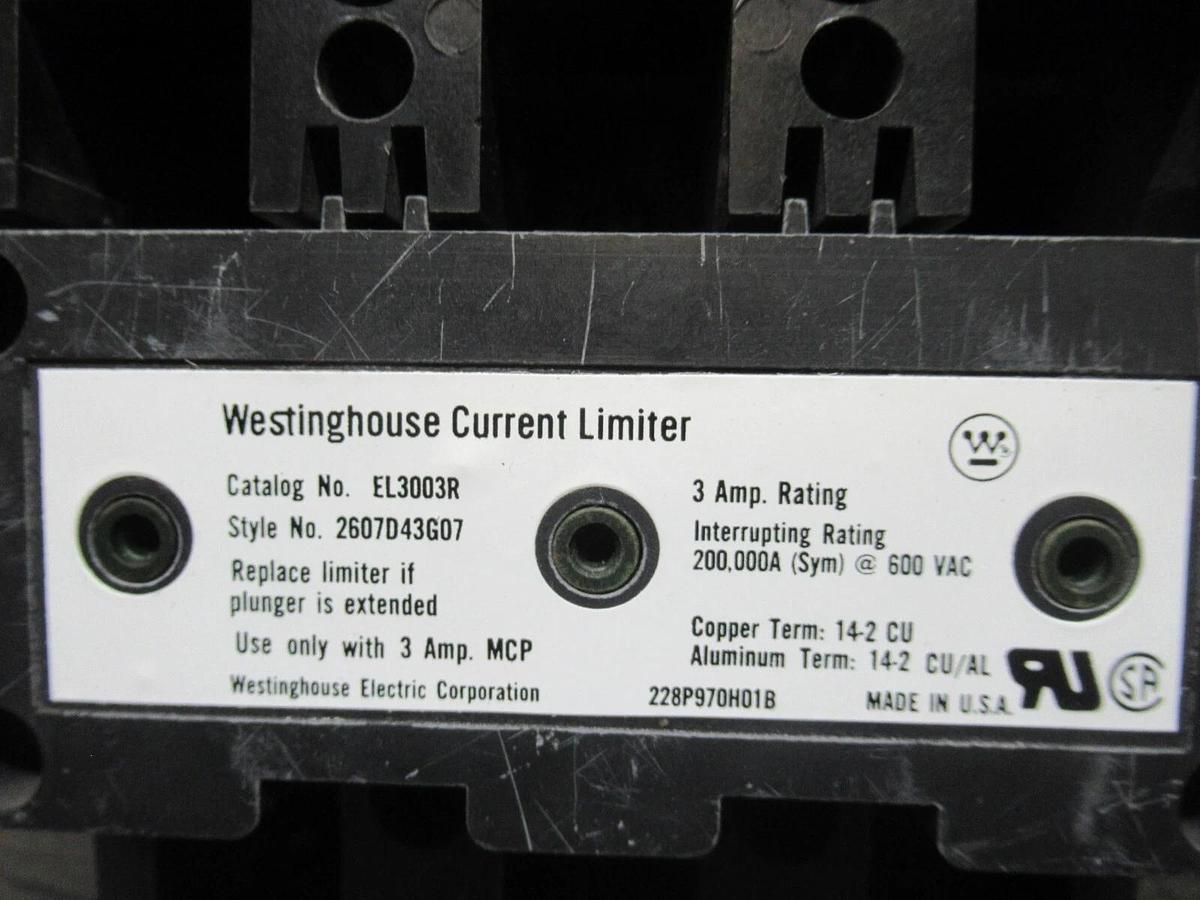 Westinghouse Current Limiter
W
Catalog No. EL3003R
Style No. 2607D43G07
Replace limiter if
plunger is extended
Use only with 3 Amp. MCP
Westinghouse Electric Corporation
3 Amp. Rating
Interrupting Rating
200,000A (Sym) @ 600 VAC
Copper Term: 14-2 CU
Aluminum Term: 14-2 CU/AL
228P970H01B
MADE IN U.S.A.
RU
SA